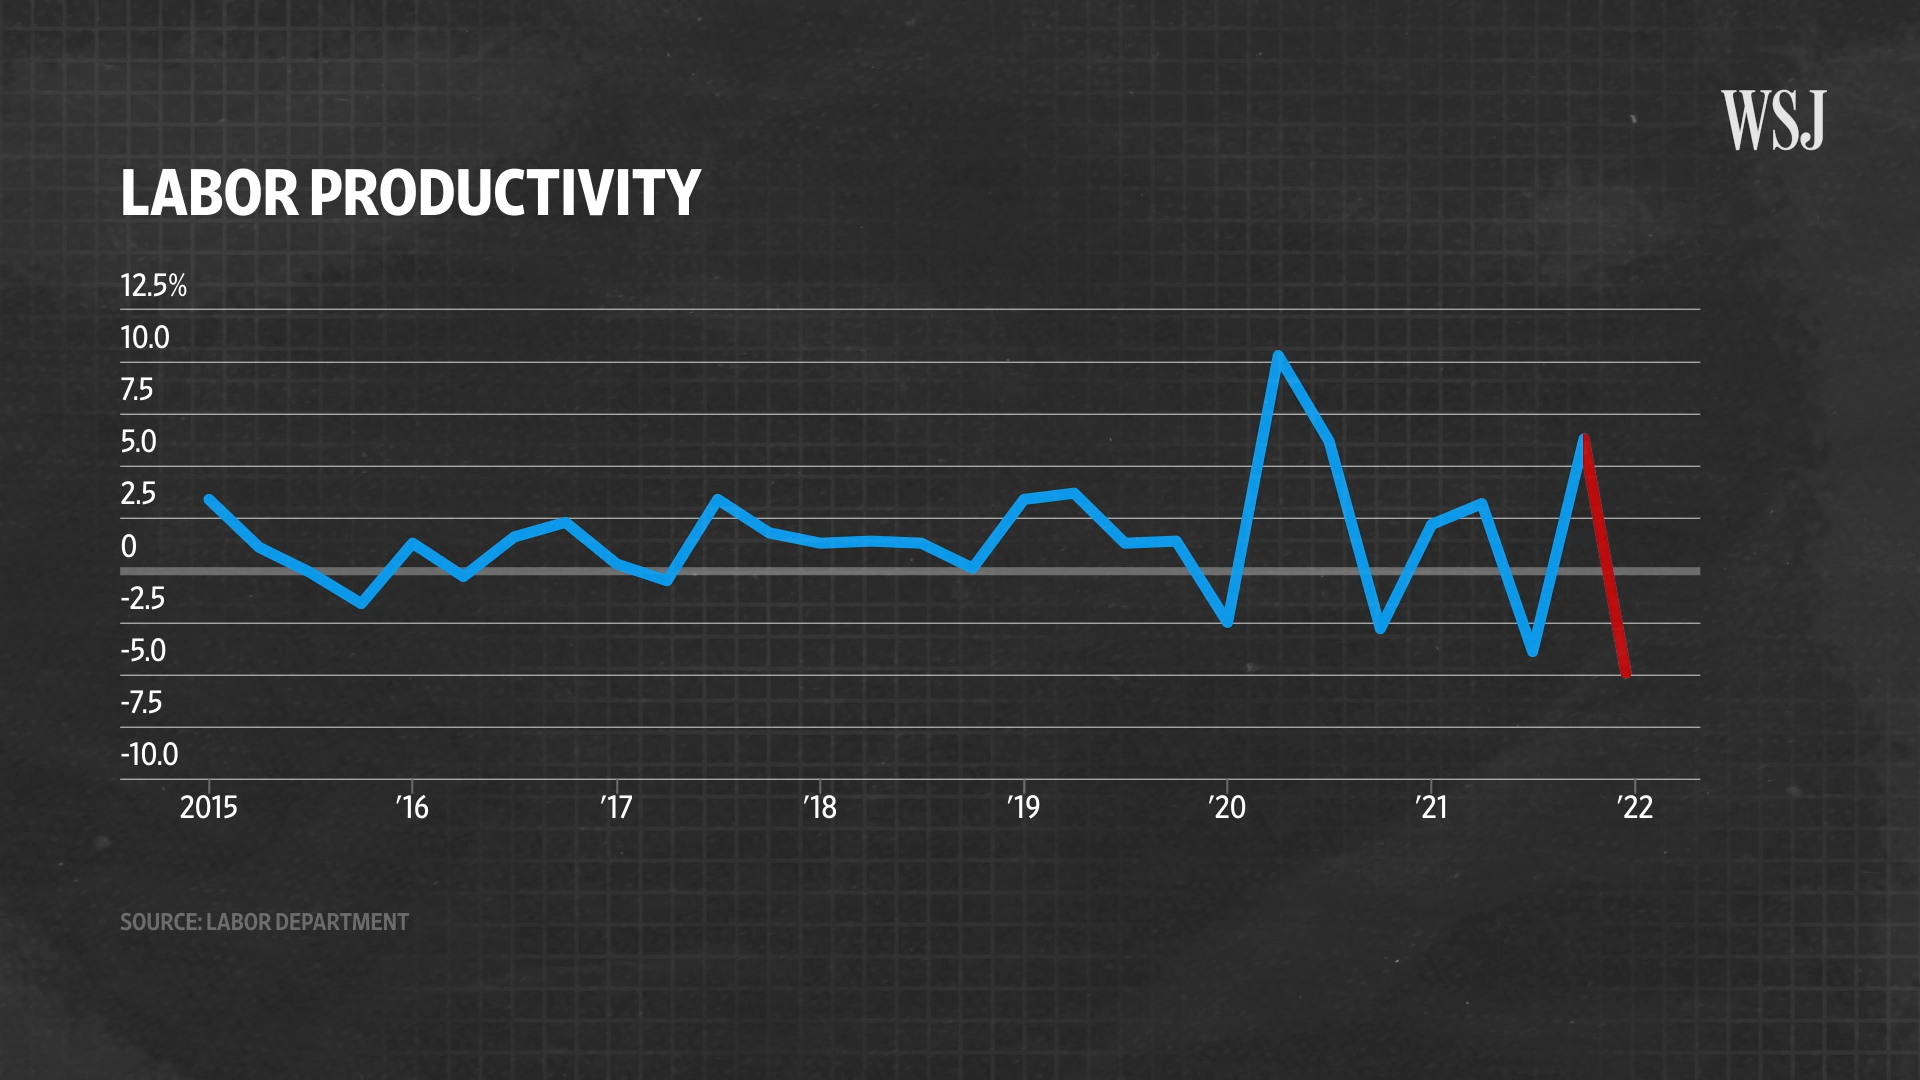 WSJ
LABOR PRODUCTIVITY
12.5%
10.0
7.5
5.0
2.5
0
-2.5
-5.0
-7.5
-10.0
2015 ’16 ’17 ’18 ’19 ’20 ’21 ’22
SOURCE: LABOR DEPARTMENT